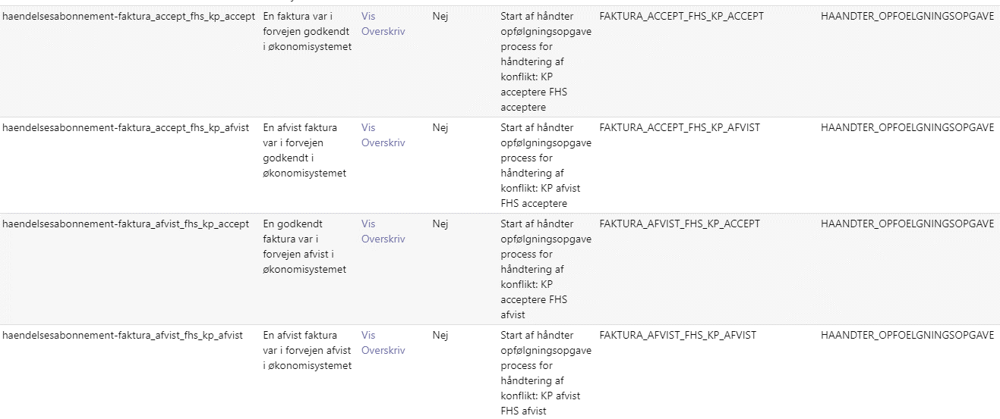 haendelsesabonnement-faktura_accept_fhs_kp_accept
En faktura var i
forvejen godkendt
i økonomisystemet
Vis
Overskriv
Nej
Start af håndter
opfølgningsopgave
process for
håndtering af
konflikt: KP
acceptere FHS
acceptere
FAKTURA_ACCEPT_FHS_KP_ACCEPT
HAANDTER_OPFOELGNINGSOPGAVE
haendelsesabonnement-faktura_accept_fhs_kp_afvist
En afvist faktura
var i forvejen
godkendt i
økonomisystemet
Vis
Overskriv
Nej
Start af håndter
opfølgningsopgave
process for
håndtering af
konflikt: KP afvist
FHS acceptere
FAKTURA_ACCEPT_FHS_KP_AFVIST
HAANDTER_OPFOELGNINGSOPGAVE
haendelsesabonnement-faktura_afvist_fhs_kp_accept
En godkendt
faktura var i
forvejen afvist i
økonomisystemet
Vis
Overskriv
Nej
Start af håndter
opfølgningsopgave
process for
håndtering af
konflikt: KP
acceptere FHS
afvist
FAKTURA_AFVIST_FHS_KP_ACCEPT
HAANDTER_OPFOELGNINGSOPGAVE
haendelsesabonnement-faktura_afvist_fhs_kp_afvist
En afvist faktura
var i forvejen afvist
i økonomisystemet
Vis
Overskriv
Nej
Start af håndter
opfølgningsopgave
process for
håndtering af
konflikt: KP afvist
FHS afvist
FAKTURA_AFVIST_FHS_KP_AFVIST
HAANDTER_OPFOELGNINGSOPGAVE